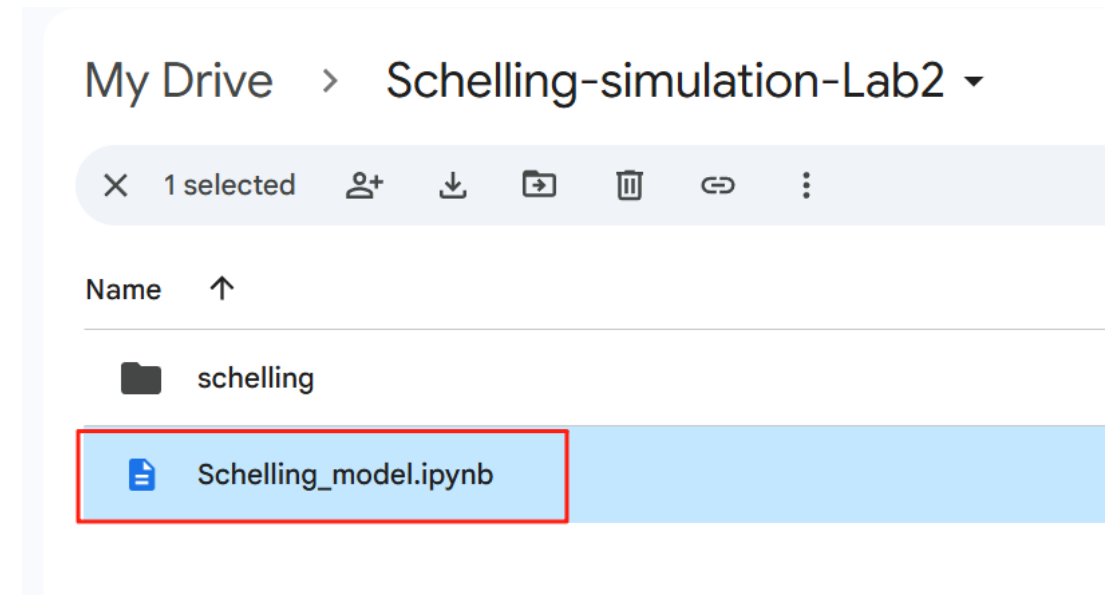 My Drive > Schelling-simulation-Lab2
1 selected
Name
schelling
Schelling_model.ipynb